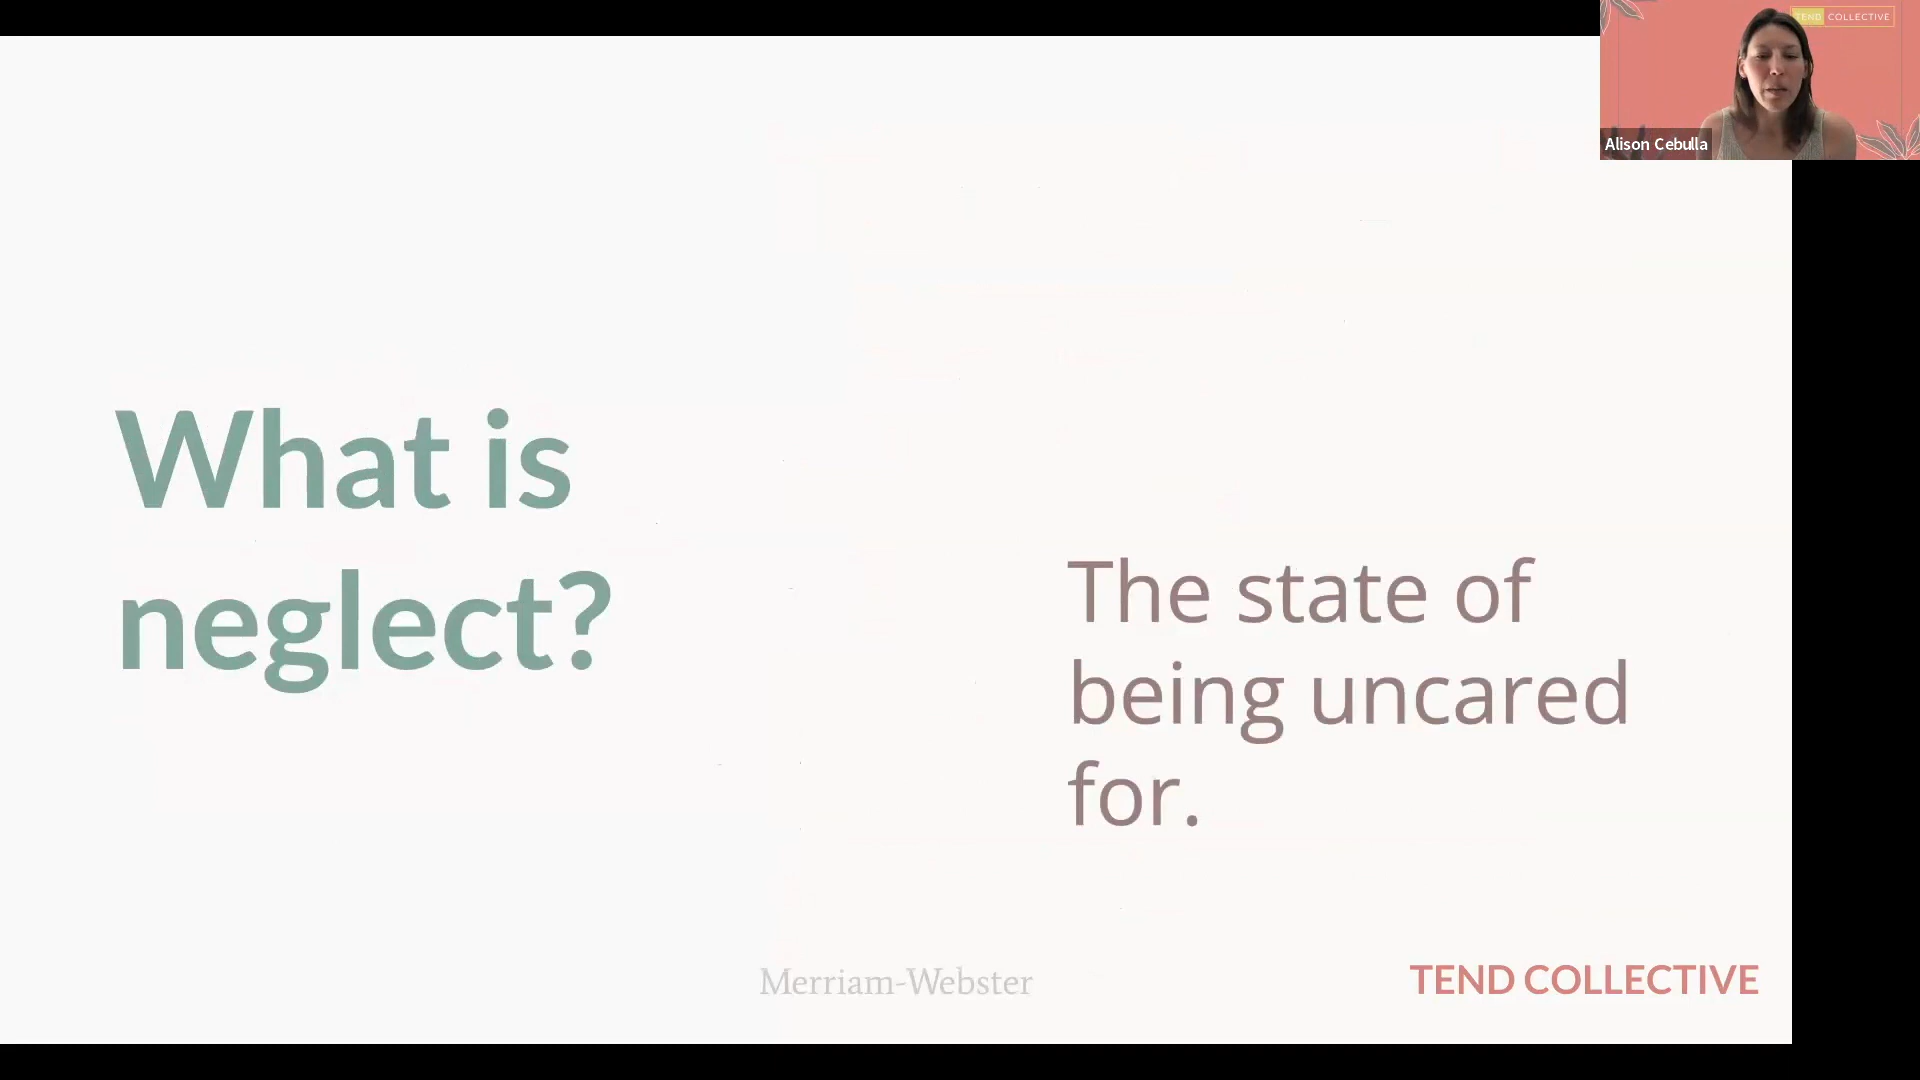 TEND COLLECTIVE
Alison Cebulla
What is
neglect?
The state of
being uncared
for.
Merriam-Webster
TEND COLLECTIVE